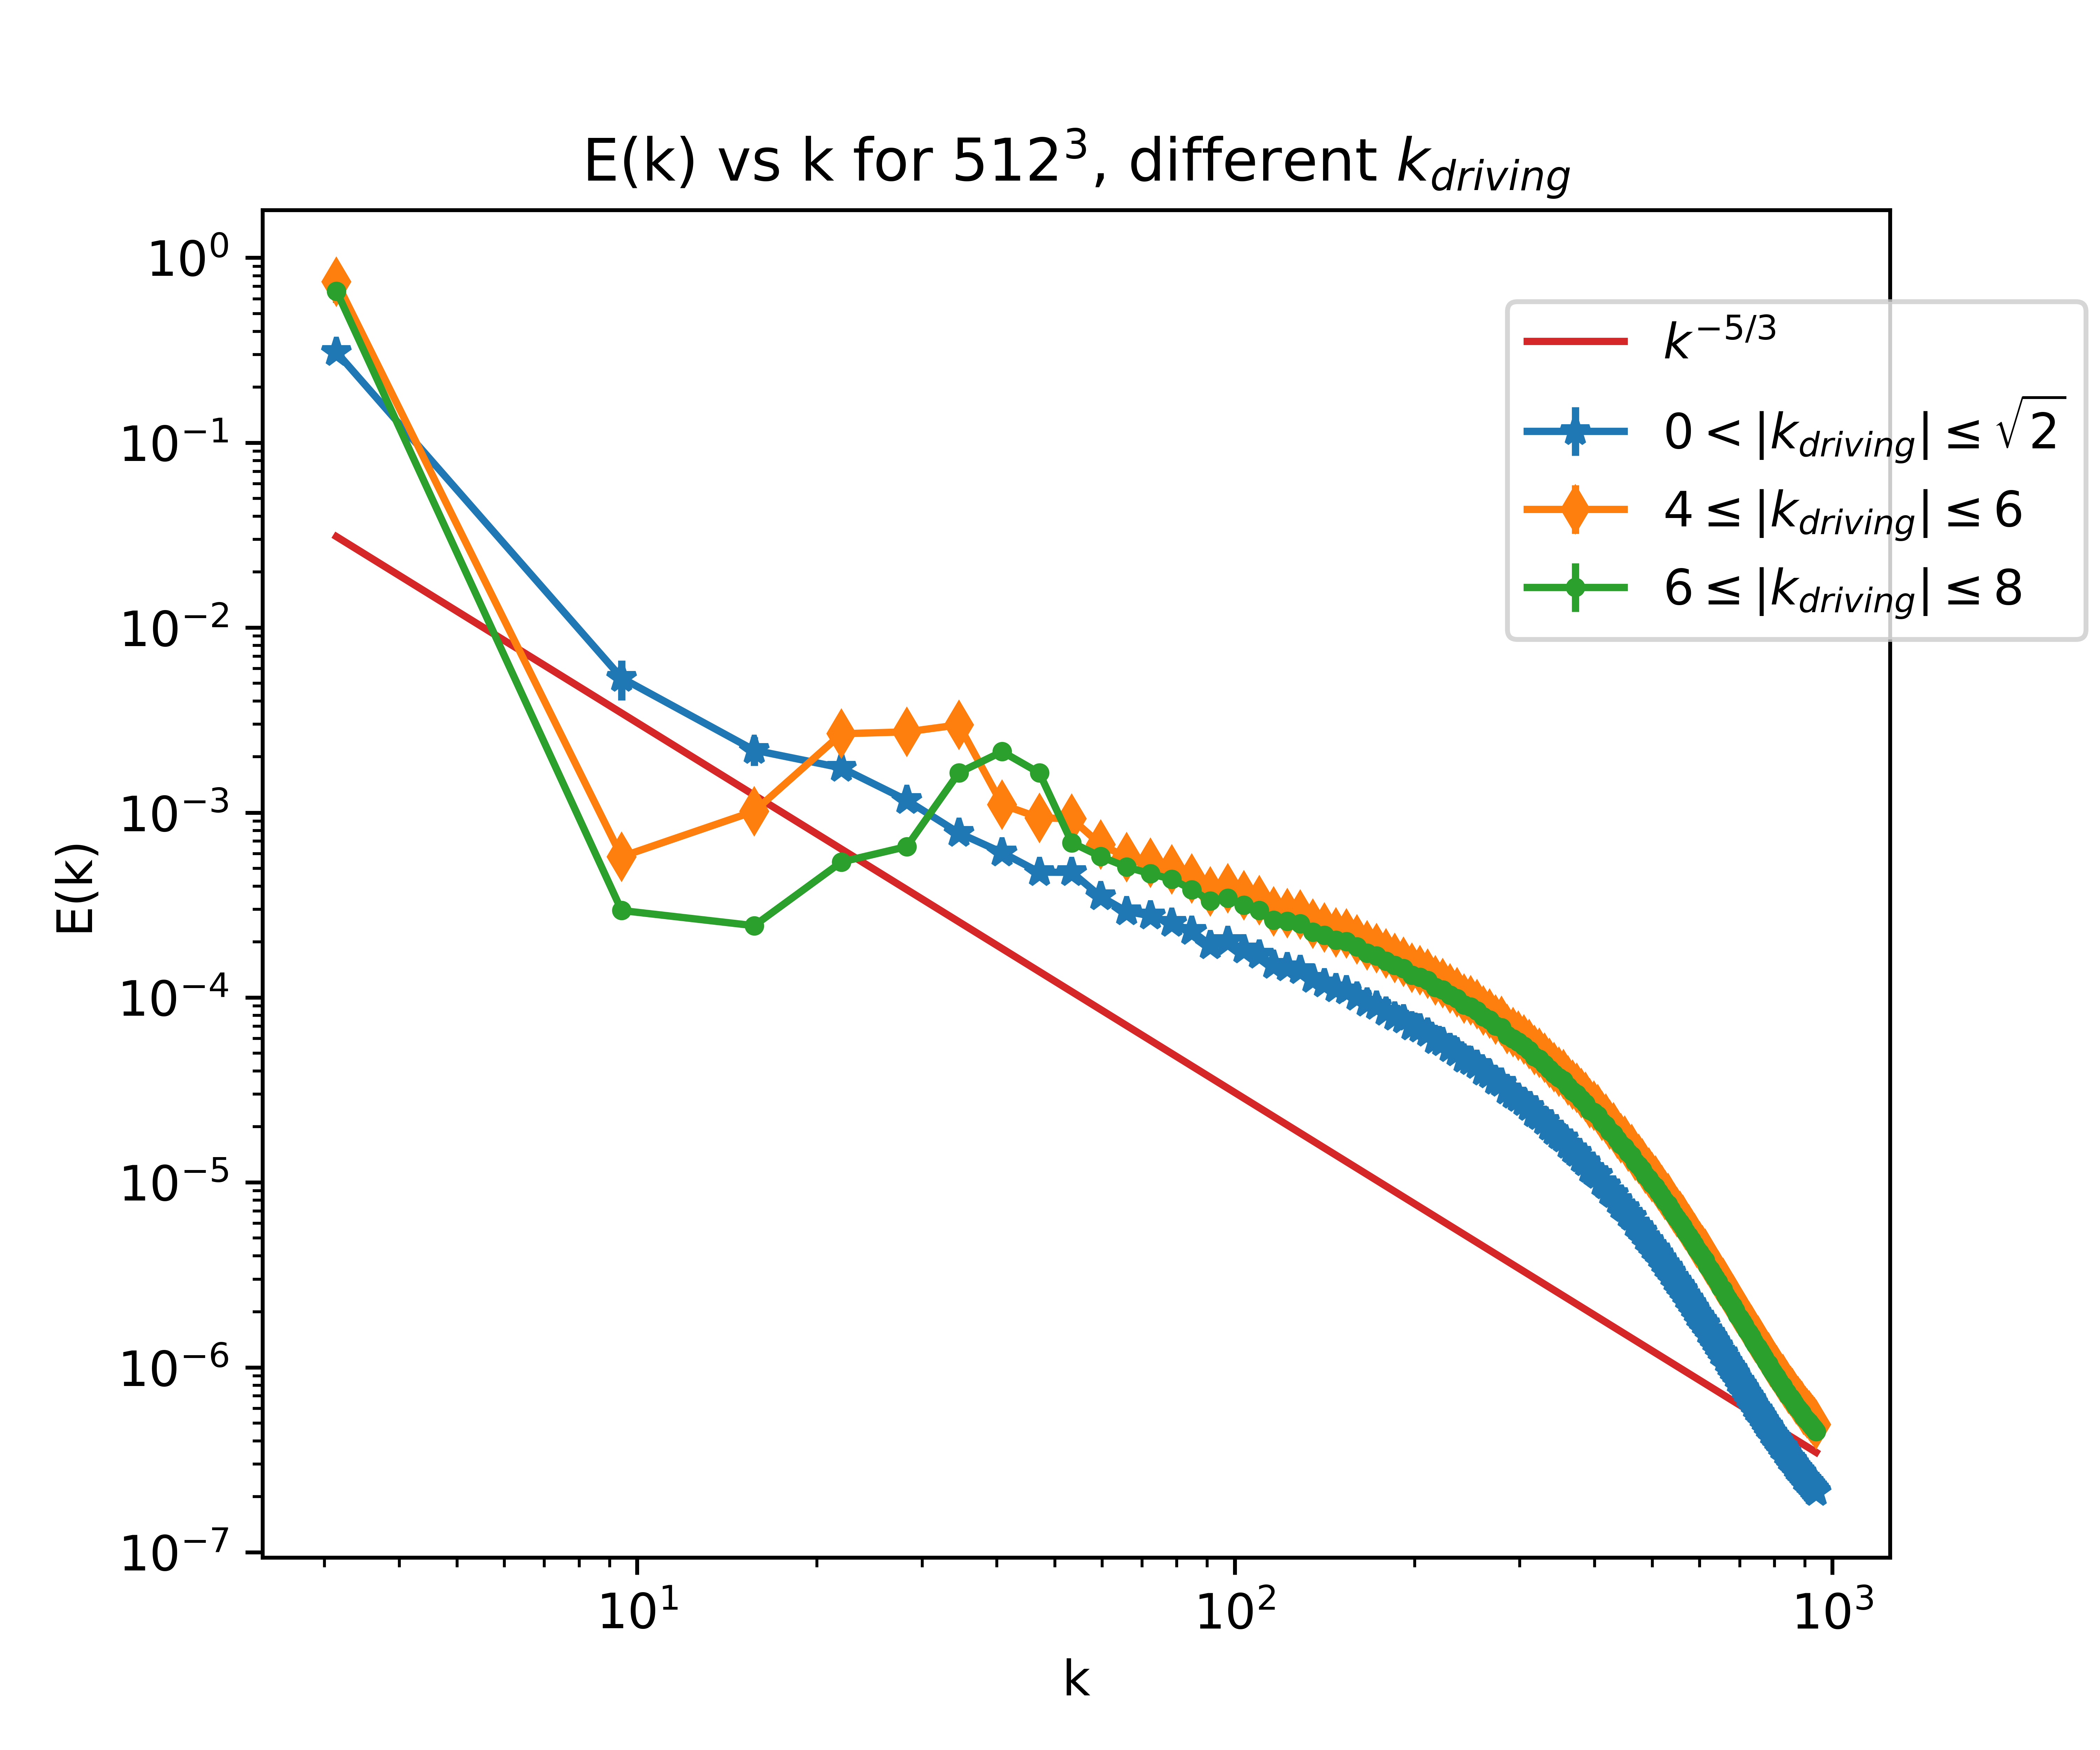 E(k) vs k for 512³, different k_driving
10⁰
10⁻¹
10⁻²
10⁻³
10⁻⁴
10⁻⁵
10⁻⁶
10⁻⁷
E(k)
k⁻⁵/³
0 < |k_driving| ≤ √2
4 ≤ |k_driving| ≤ 6
6 ≤ |k_driving| ≤ 8
10¹ 10² 10³
k